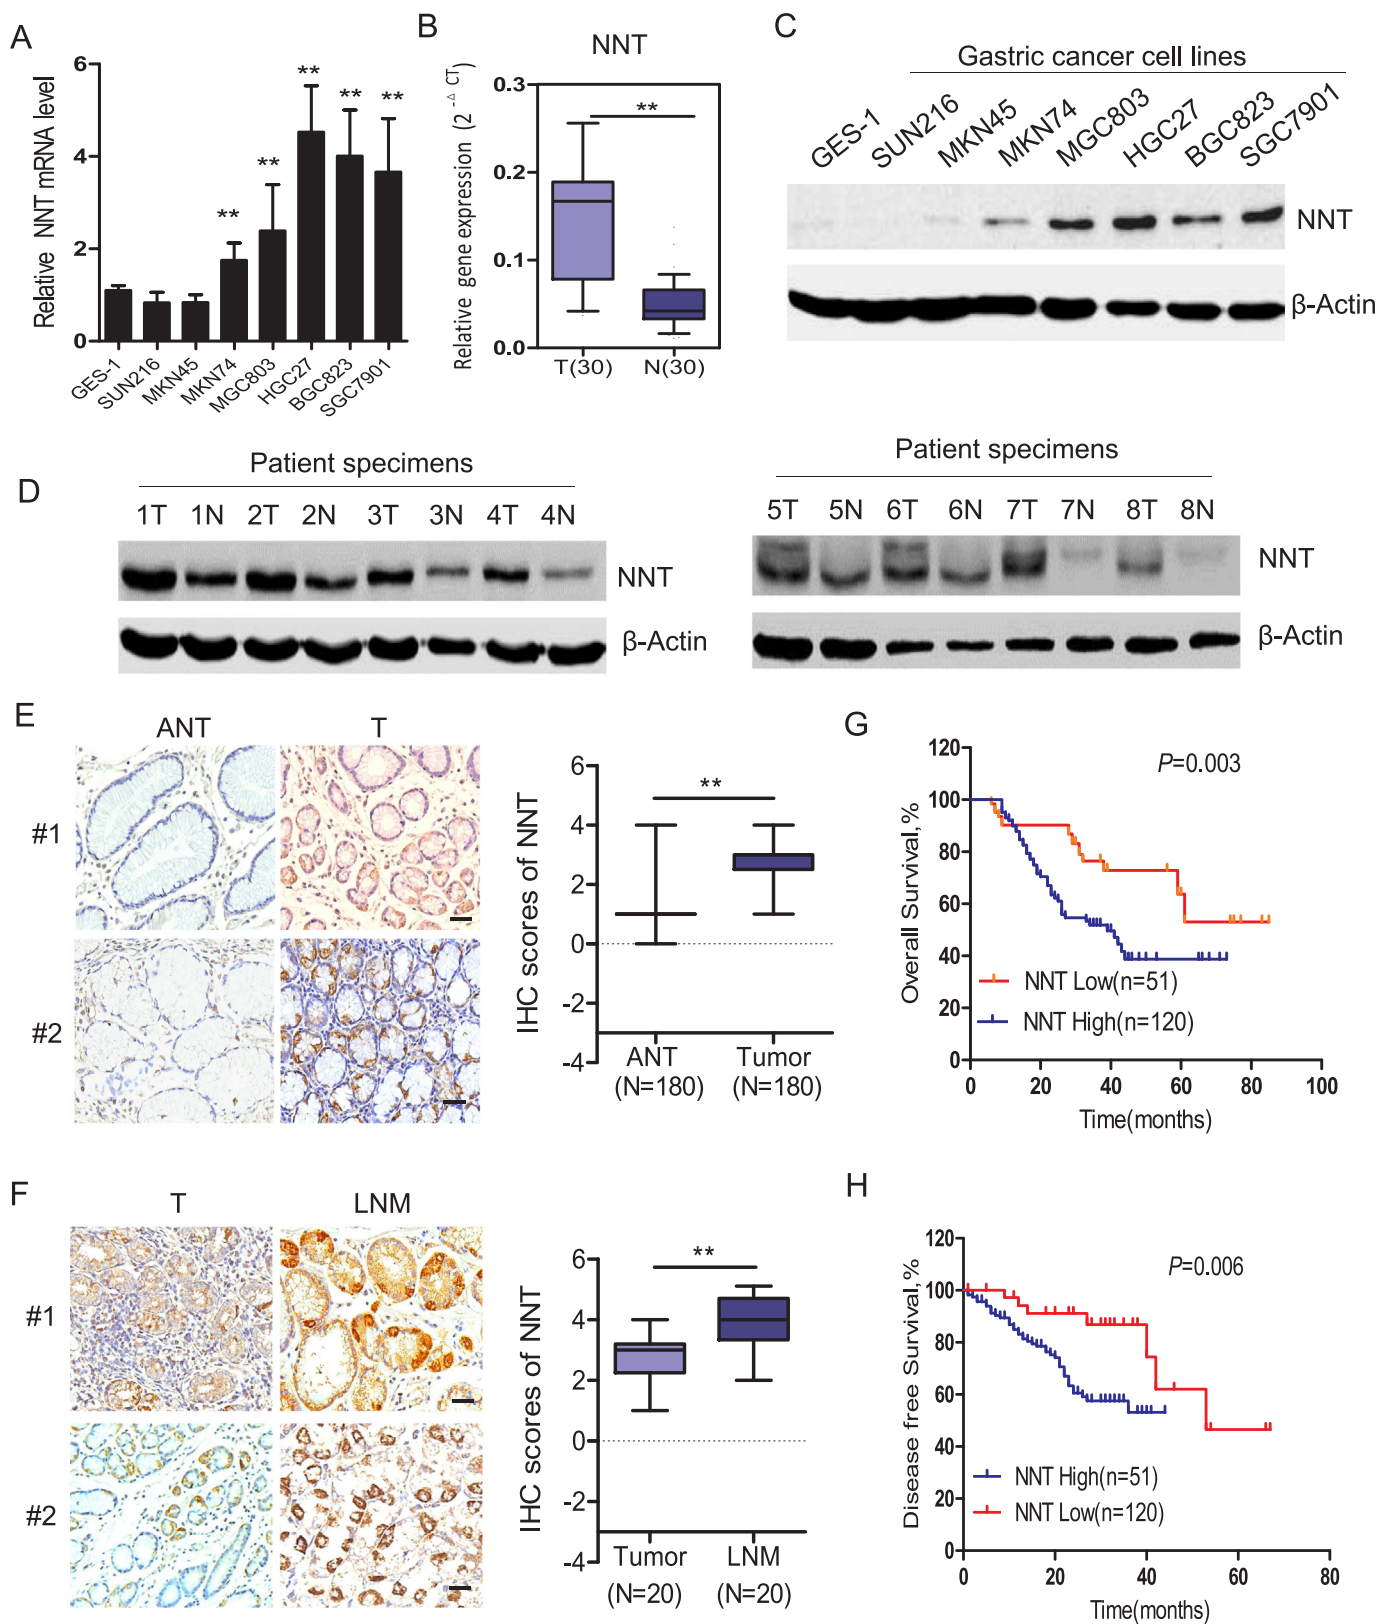 A
Relative NNT mRNA level
6
4
2
0
** ** ** ** **
GES-1 SUN216 MKN45 MKN74 MGC803 HGC27 BGC823 SGC7901
B
NNT
Relative gene expression (2 -Δ CT)
0.3
0.2
0.1
0.0
**
T(30) N(30)
C
Gastric cancer cell lines
GES-1 SUN216 MKN45 MKN74 MGC803 HGC27 BGC823 SGC7901
NNT
β-Actin
D
Patient specimens
1T 1N 2T 2N 3T 3N 4T 4N
NNT
β-Actin
Patient specimens
5T 5N 6T 6N 7T 7N 8T 8N
NNT
β-Actin
E
ANT T
#1
#2
IHC scores of NNT
6
4
2
0
-2
-4
**
ANT Tumor
(N=180) (N=180)
F
T LNM
#1
#2
IHC scores of NNT
6
4
2
0
-2
-4
**
Tumor LNM
(N=20) (N=20)
G
Overall Survival,%
120
100
80
60
40
20
0
P=0.003
NNT Low(n=51)
NNT High(n=120)
0 20 40 60 80 100
Time(months)
H
Disease free Survival,%
120
100
80
60
40
20
0
P=0.006
NNT High(n=51)
NNT Low(n=120)
0 20 40 60 80
Time(months)